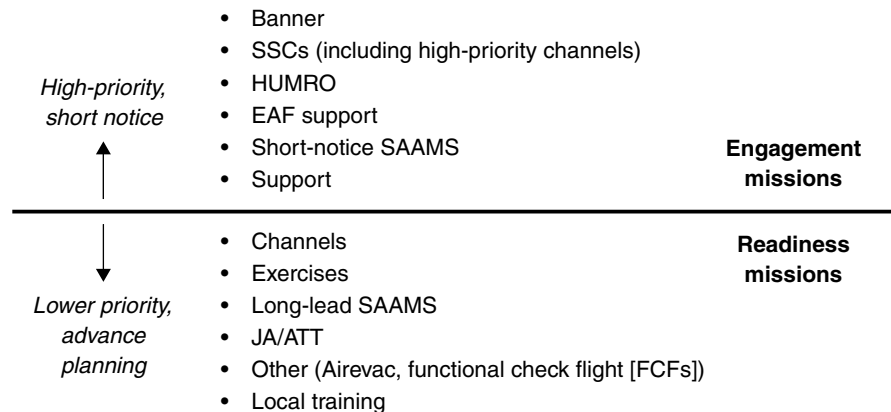 • Banner
• SSCs (including high-priority channels)
High-priority,
short notice
• HUMRO
• EAF support
• Short-notice SAAMS
• Support
Engagement
missions
• Channels
• Exercises
• Long-lead SAAMS
• JA/ATT
• Other (Airevac, functional check flight [FCFs])
• Local training
Readiness
missions
Lower priority,
advance
planning